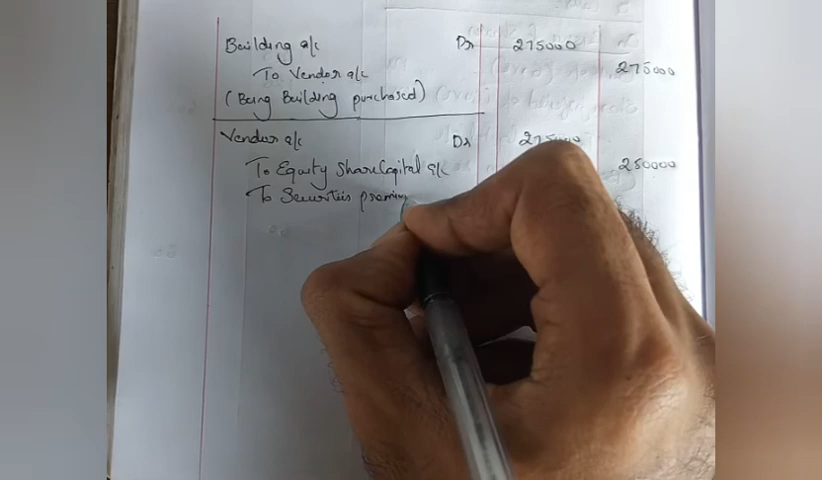 Building a/c Dr 275000
To Vendor a/c 275000
(Being Building purchased)
Vendor a/c Dr 275000
To Equity Share Capital a/c 250000
To Securities premium